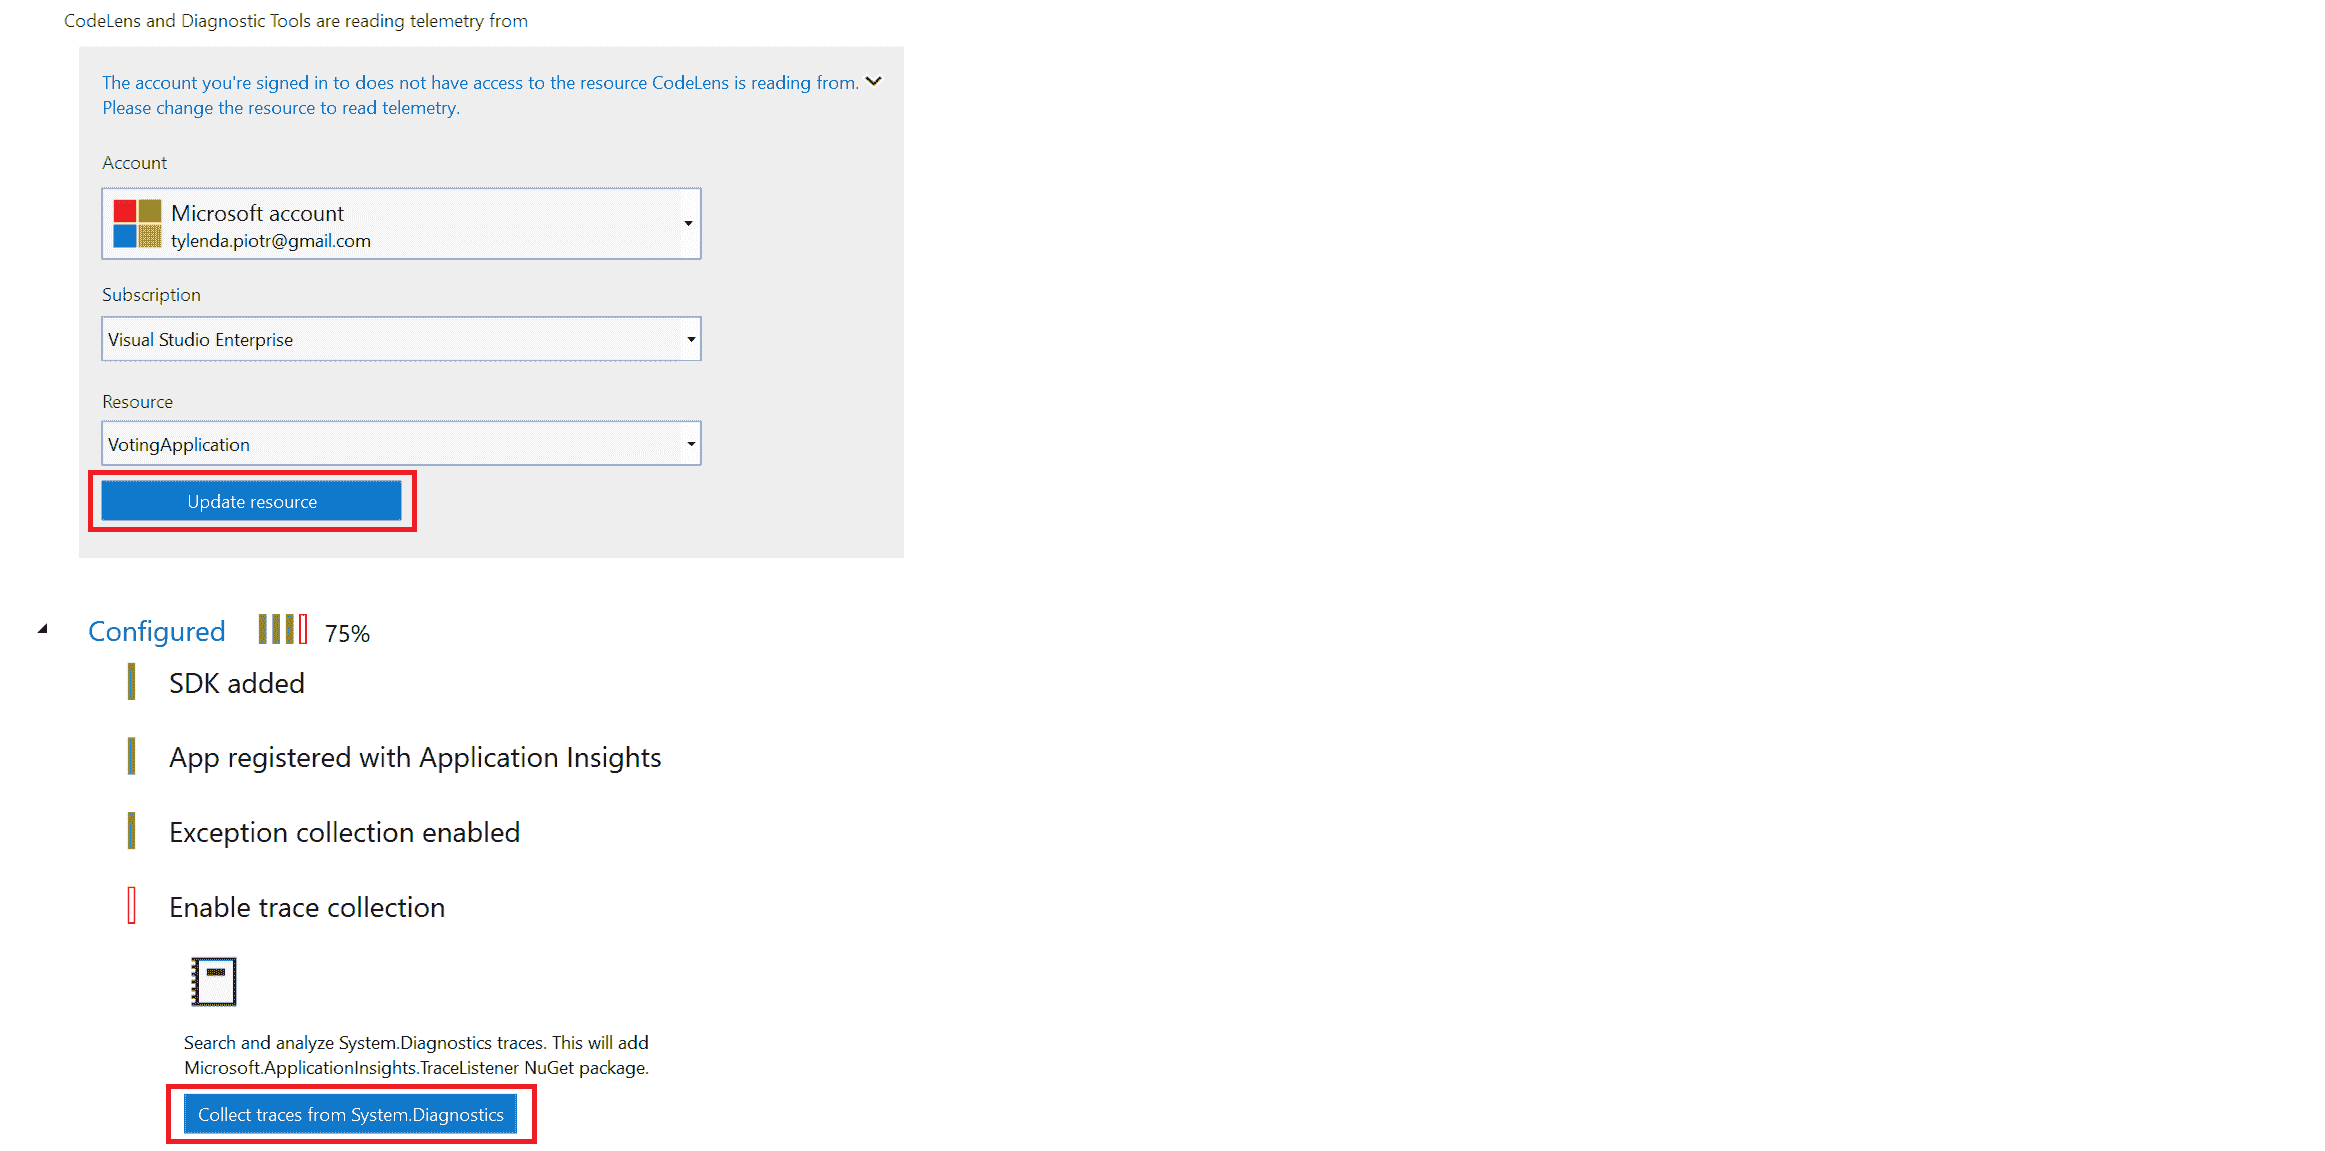 CodeLens and Diagnostic Tools are reading telemetry from
The account you're signed in to does not have access to the resource CodeLens is reading from.
Please change the resource to read telemetry.
Account
Microsoft account
tylenda.piotr@gmail.com
Subscription
Visual Studio Enterprise
Resource
VotingApplication
Update resource
Configured 75%
SDK added
App registered with Application Insights
Exception collection enabled
Enable trace collection
Search and analyze System.Diagnostics traces. This will add
Microsoft.ApplicationInsights.TraceListener NuGet package.
Collect traces from System.Diagnostics